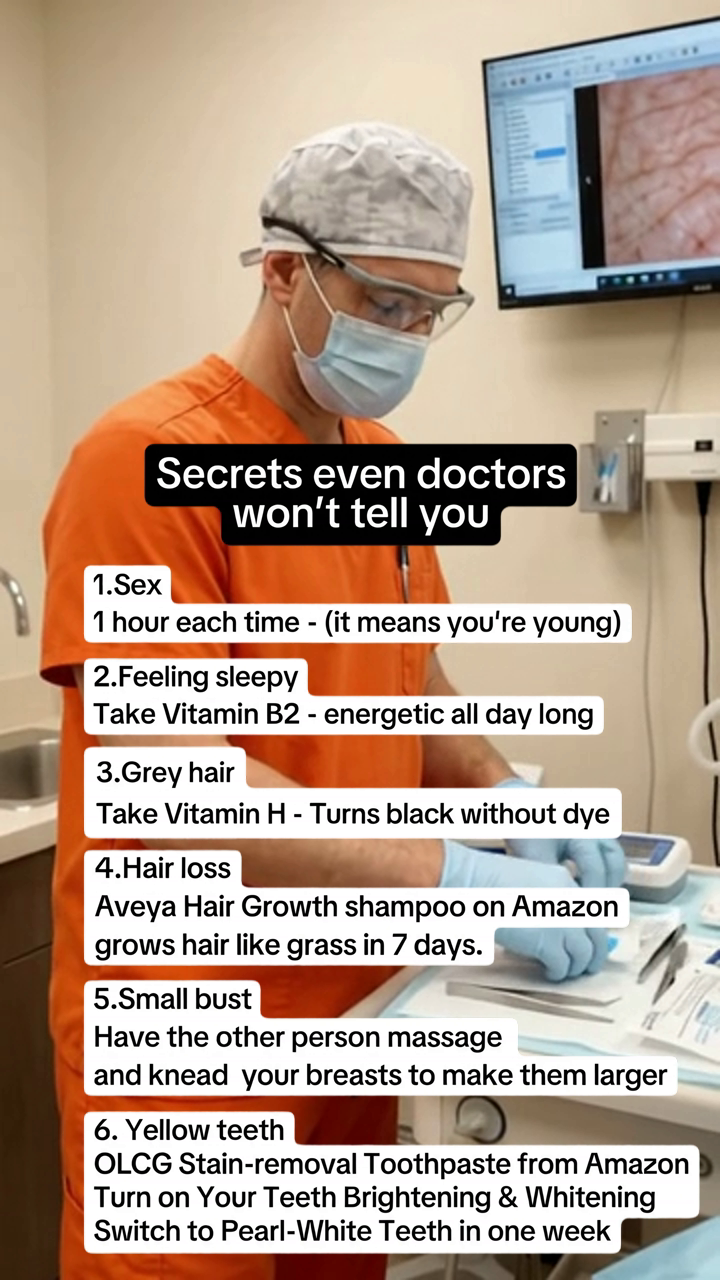 Secrets even doctors
won't tell you
1.Sex
1 hour each time - (it means you're young)
2.Feeling sleepy
Take Vitamin B2 - energetic all day long
3.Grey hair
Take Vitamin H - Turns black without dye
4.Hair loss
Aveya Hair Growth shampoo on Amazon
grows hair like grass in 7 days.
5.Small bust
Have the other person massage
and knead  your breasts to make them larger
6. Yellow teeth
OLCG Stain-removal Toothpaste from Amazon
Turn on Your Teeth Brightening & Whitening
Switch to Pearl-White Teeth in one week